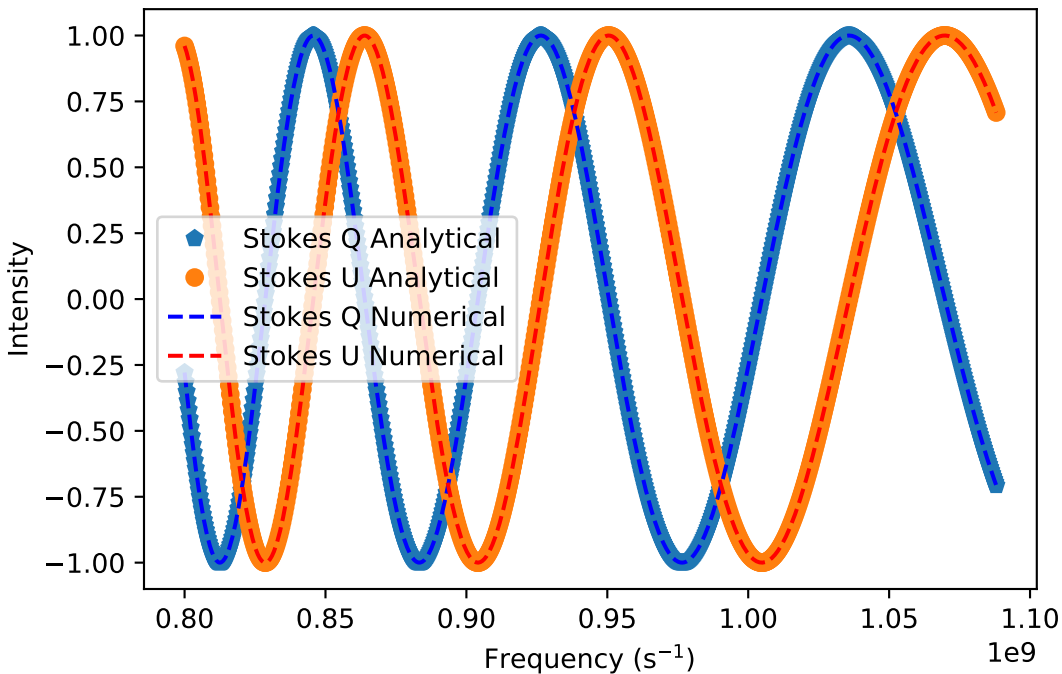 1.00
0.75
0.50
0.25
0.00
−0.25
−0.50
−0.75
−1.00
Intensity
Stokes Q Analytical
Stokes U Analytical
Stokes Q Numerical
Stokes U Numerical
0.80 0.85 0.90 0.95 1.00 1.05 1.10
1e9
Frequency (s⁻¹)